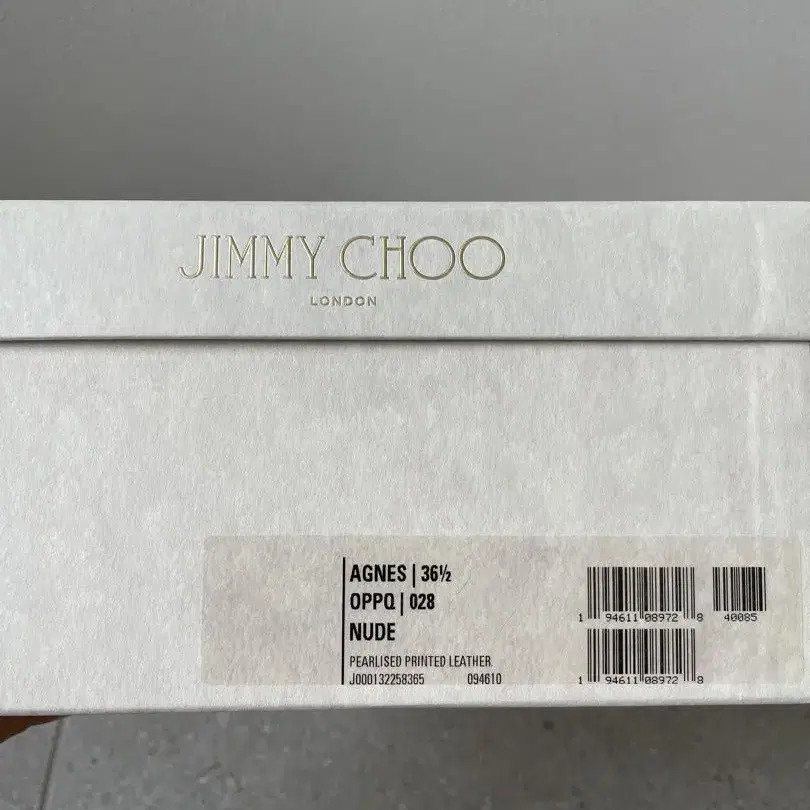 JIMMY CHOO
LONDON
AGNES | 36½
OPPQ | 028
NUDE
PEARLISED PRINTED LEATHER.
J000132258365 094610
1 94611 08972 8 40085
1 94611 08972 8